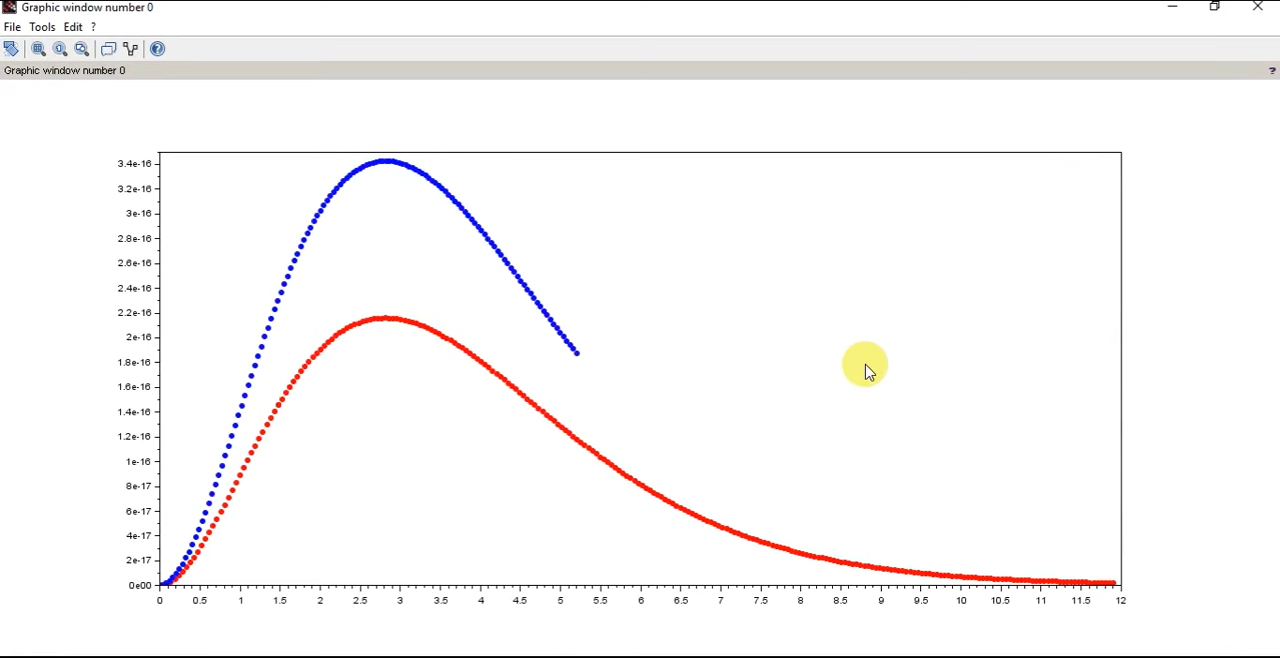 Graphic window number 0
File Tools Edit ?
Graphic window number 0 ?
3.4e-16
3.2e-16
3e-16
2.8e-16
2.6e-16
2.4e-16
2.2e-16
2e-16
1.8e-16
1.6e-16
1.4e-16
1.2e-16
1e-16
8e-17
6e-17
4e-17
2e-17
0e00
0 0.5 1 1.5 2 2.5 3 3.5 4 4.5 5 5.5 6 6.5 7 7.5 8 8.5 9 9.5 10 10.5 11 11.5 12